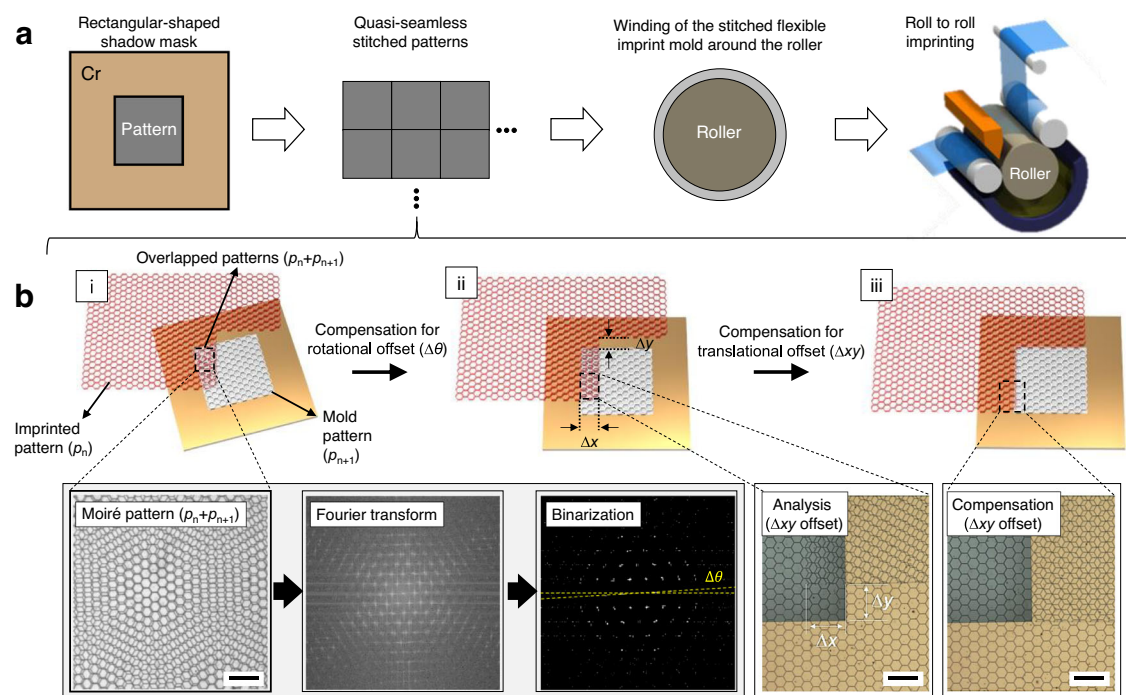 a
Rectangular-shaped
shadow mask
Cr
Pattern
Quasi-seamless
stitched patterns
Winding of the stitched flexible
imprint mold around the roller
Roller
Roll to roll
imprinting
Roller
b
i
Overlapped patterns (pn+pn+1)
Imprinted
pattern (pn)
Mold
pattern
(pn+1)
Compensation for
rotational offset (Δθ)
ii
Δy
Δx
Compensation for
translational offset (Δxy)
iii
Moiré pattern (pn+pn+1)
Fourier transform
Binarization
Δθ
Analysis
(Δxy offset)
Δy
Δx
Compensation
(Δxy offset)